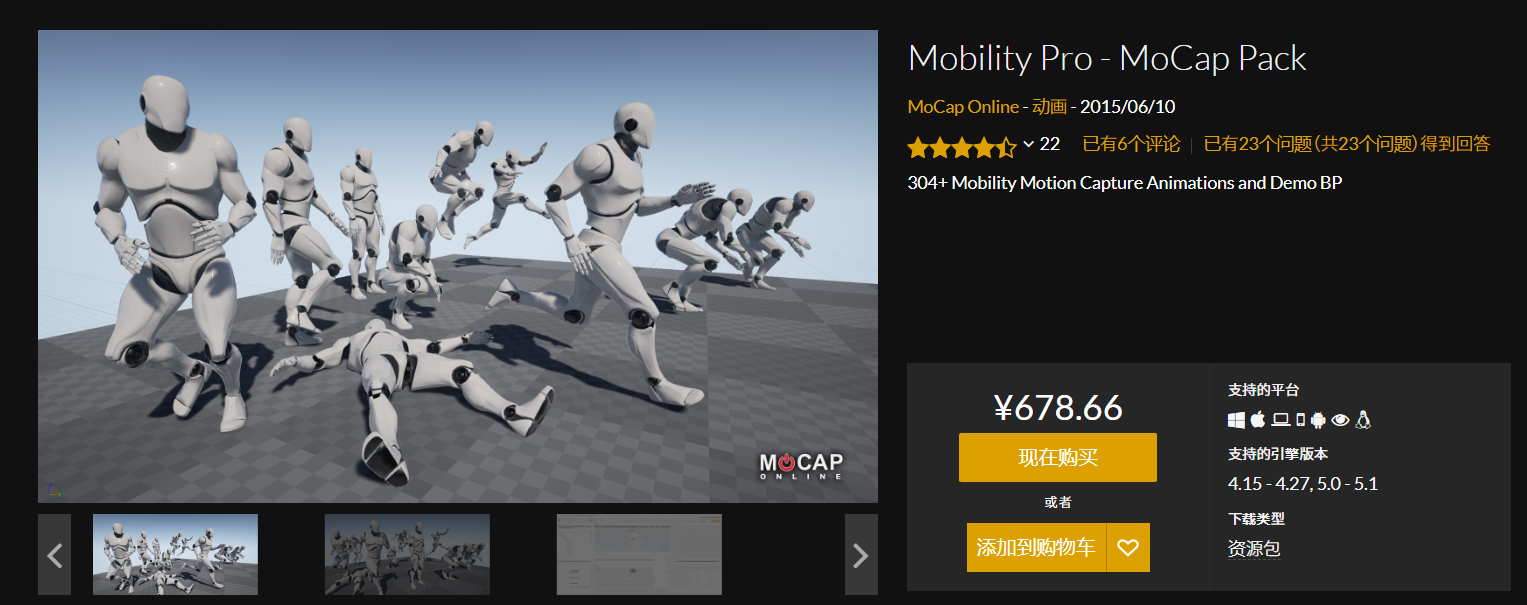 Mobility Pro - MoCap Pack
MoCap Online - 动画 - 2015/06/10
22 已有6个评论 | 已有23个问题(共23个问题)得到回答
304+ Mobility Motion Capture Animations and Demo BP
MOCAP
ONLINE
¥678.66
现在购买
或者
添加到购物车
支持的平台
支持的引擎版本
4.15 - 4.27, 5.0 - 5.1
下载类型
资源包